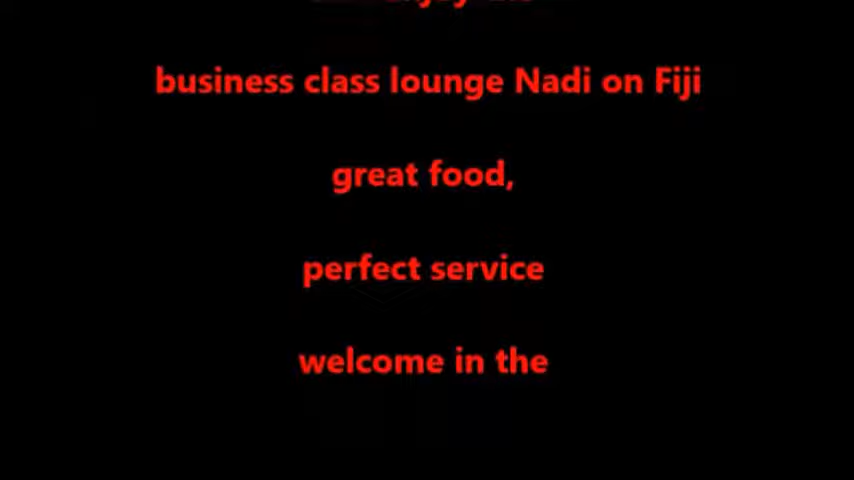 business class lounge Nadi on Fiji
great food,
perfect service
welcome in the